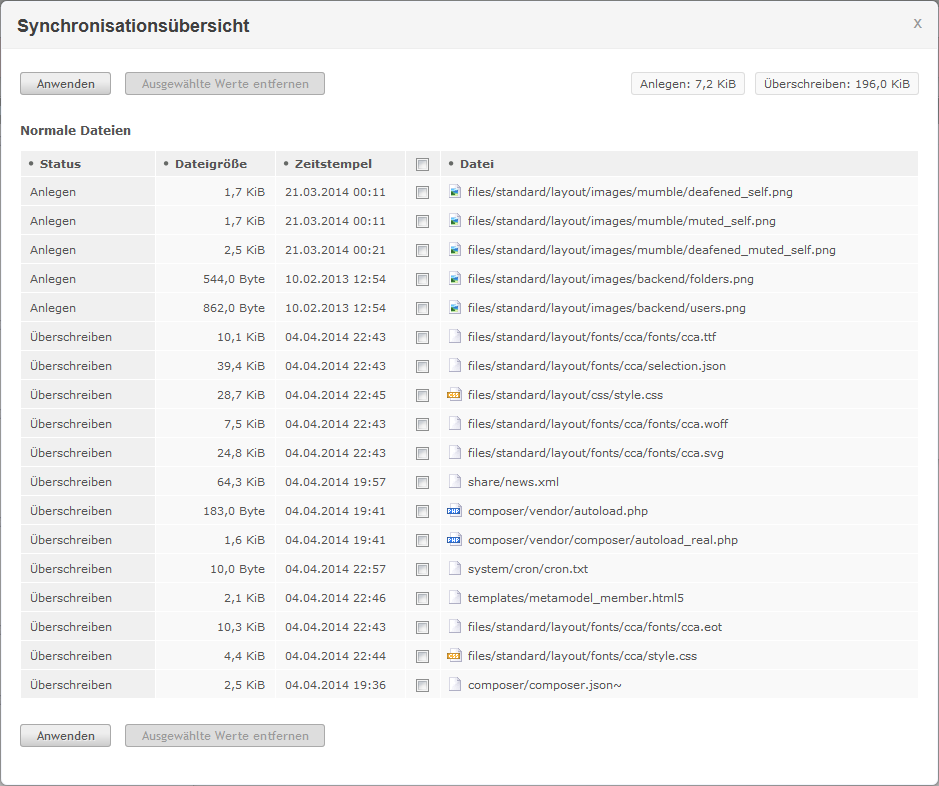 Synchronisationsübersicht x
Anwenden Ausgewählte Werte entfernen Anlegen: 7,2 KiB Überschreiben: 196,0 KiB
Normale Dateien
• Status • Dateigröße • Zeitstempel • Datei
Anlegen 1,7 KiB 21.03.2014 00:11 files/standard/layout/images/mumble/deafened_self.png
Anlegen 1,7 KiB 21.03.2014 00:11 files/standard/layout/images/mumble/muted_self.png
Anlegen 2,5 KiB 21.03.2014 00:21 files/standard/layout/images/mumble/deafened_muted_self.png
Anlegen 544,0 Byte 10.02.2013 12:54 files/standard/layout/images/backend/folders.png
Anlegen 862,0 Byte 10.02.2013 12:54 files/standard/layout/images/backend/users.png
Überschreiben 10,1 KiB 04.04.2014 22:43 files/standard/layout/fonts/cca/fonts/cca.ttf
Überschreiben 39,4 KiB 04.04.2014 22:43 files/standard/layout/fonts/cca/selection.json
Überschreiben 28,7 KiB 04.04.2014 22:45 CSS files/standard/layout/css/style.css
Überschreiben 7,5 KiB 04.04.2014 22:43 files/standard/layout/fonts/cca/fonts/cca.woff
Überschreiben 24,8 KiB 04.04.2014 22:43 files/standard/layout/fonts/cca/fonts/cca.svg
Überschreiben 64,3 KiB 04.04.2014 19:57 share/news.xml
Überschreiben 183,0 Byte 04.04.2014 19:41 PHP composer/vendor/autoload.php
Überschreiben 1,6 KiB 04.04.2014 19:41 PHP composer/vendor/composer/autoload_real.php
Überschreiben 10,0 Byte 04.04.2014 22:57 system/cron/cron.txt
Überschreiben 2,1 KiB 04.04.2014 22:46 templates/metamodel_member.html5
Überschreiben 10,3 KiB 04.04.2014 22:43 files/standard/layout/fonts/cca/fonts/cca.eot
Überschreiben 4,4 KiB 04.04.2014 22:44 CSS files/standard/layout/fonts/cca/style.css
Überschreiben 2,5 KiB 04.04.2014 19:36 composer/composer.json~
Anwenden Ausgewählte Werte entfernen